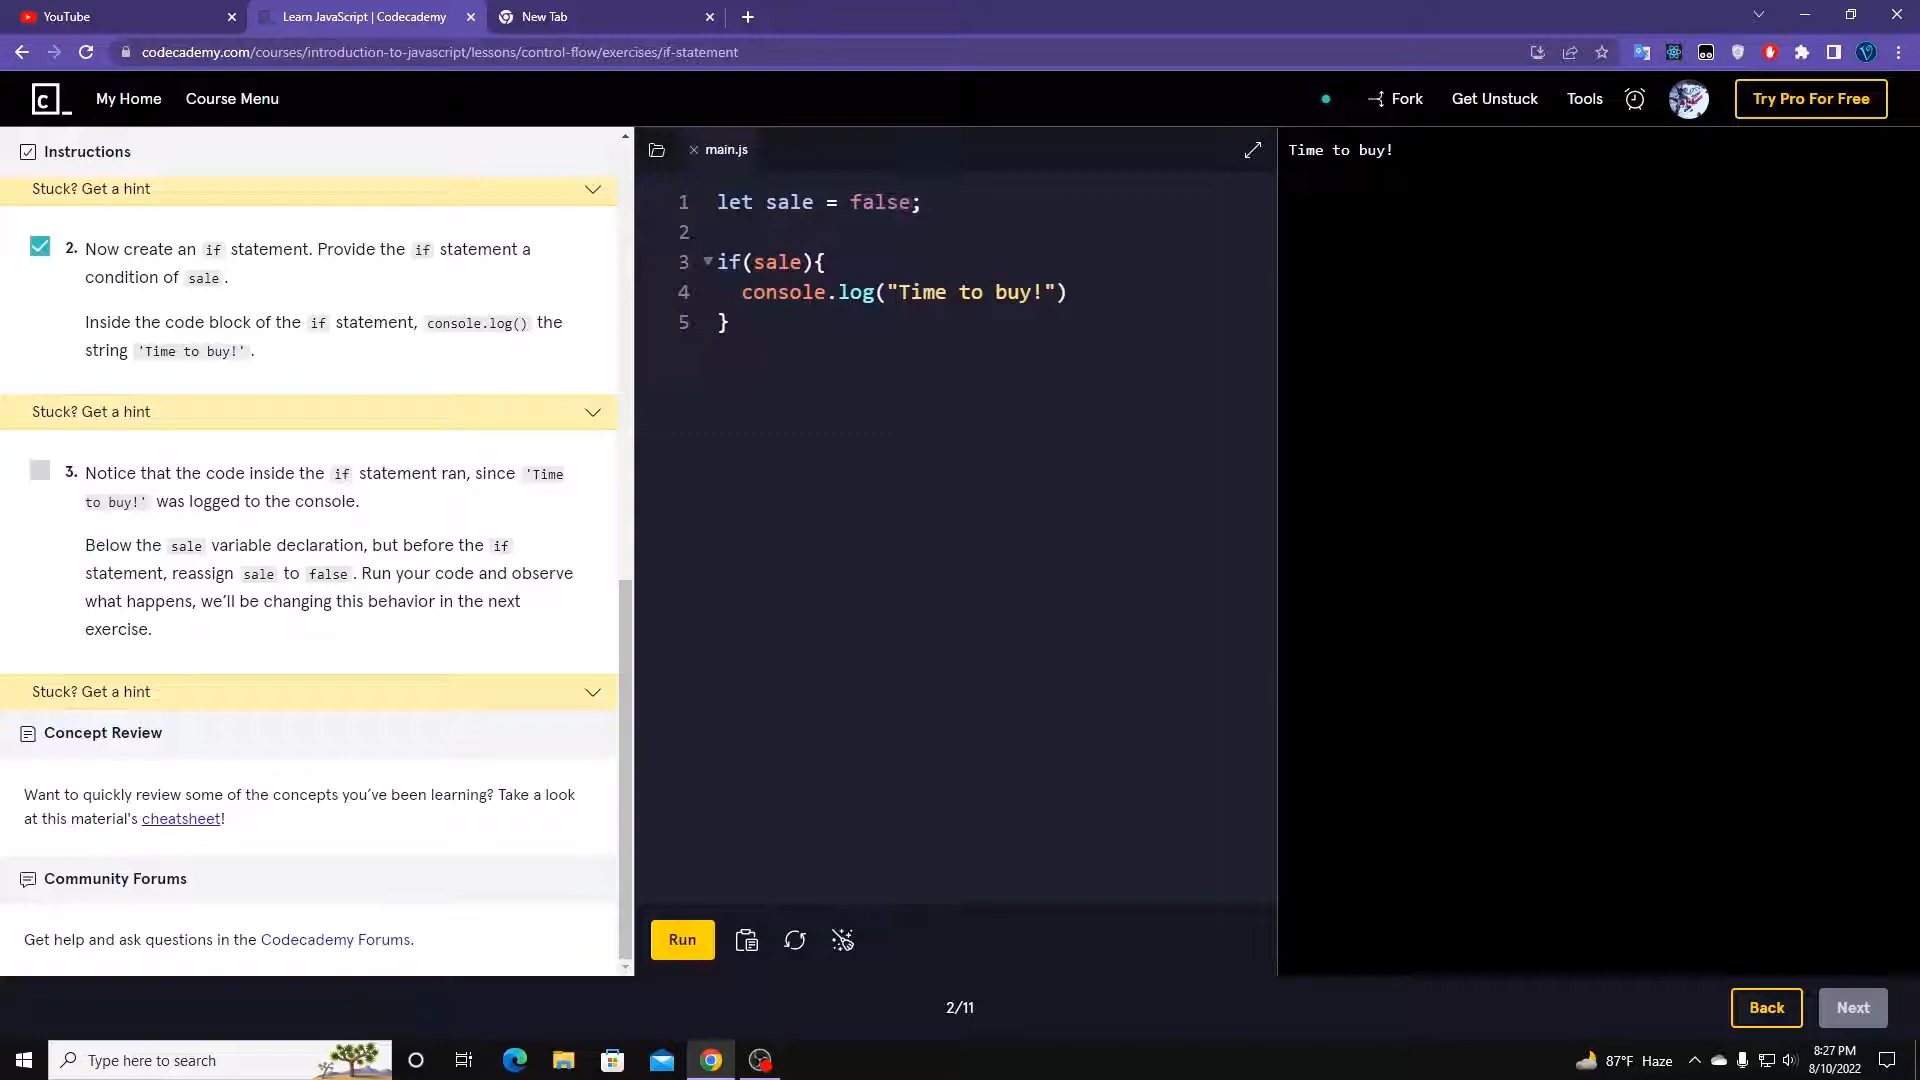 YouTube
Learn JavaScript | Codecademy
New Tab
codecademy.com/courses/introduction-to-javascript/lessons/control-flow/exercises/if-statement
c_
My Home
Course Menu
Fork
Get Unstuck
Tools
Try Pro For Free
Instructions
Stuck? Get a hint
2. Now create an if statement. Provide the if statement a
condition of sale.
Inside the code block of the if statement, console.log() the
string 'Time to buy!'.
Stuck? Get a hint
3. Notice that the code inside the if statement ran, since 'Time
to buy!' was logged to the console.
Below the sale variable declaration, but before the if
statement, reassign sale to false. Run your code and observe
what happens, we’ll be changing this behavior in the next
exercise.
Stuck? Get a hint
Concept Review
Want to quickly review some of the concepts you’ve been learning? Take a look
at this material's cheatsheet!
Community Forums
Get help and ask questions in the Codecademy Forums.
main.js
1 let sale = false;
2
3 if(sale){
4 console.log("Time to buy!")
5 }
Run
Time to buy!
2/11
Back
Next
Type here to search
87°F Haze
8:27 PM
8/10/2022